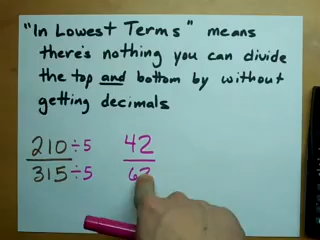 "In Lowest Terms" means
there's nothing you can divide
the top and bottom by without
getting decimals
210÷5 42
315÷5 63